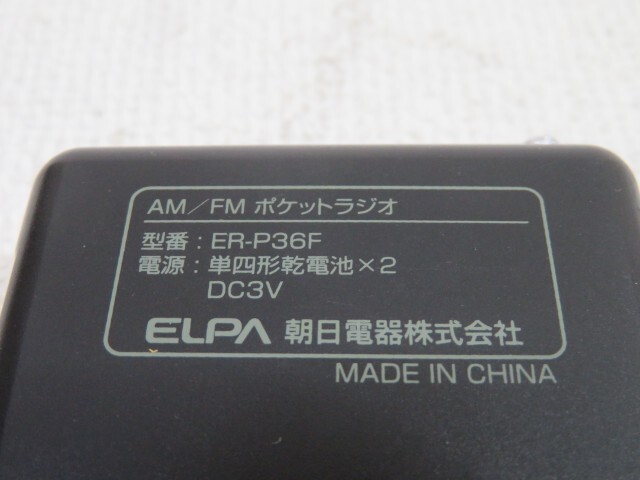 AM／FM ポケットラジオ
型番：ER-P36F
電源：単四形乾電池×2
DC3V
ELPA 朝日電器株式会社
MADE IN CHINA